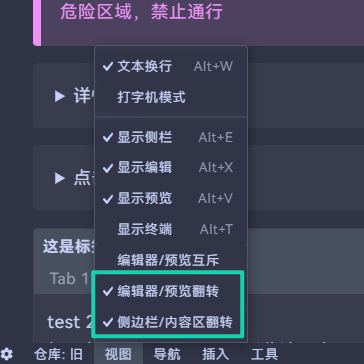 危险区域，禁止通行
文本换行 Alt+W
▶ 详
打字机模式
显示侧栏 Alt+E
显示编辑 Alt+X
▶ 点
显示预览 Alt+V
显示终端 Alt+T
这是标
编辑器/预览互斥
Tab 1
编辑器/预览翻转
test 2
侧边栏/内容区翻转
仓库: 旧 视图 导航 插入 工具